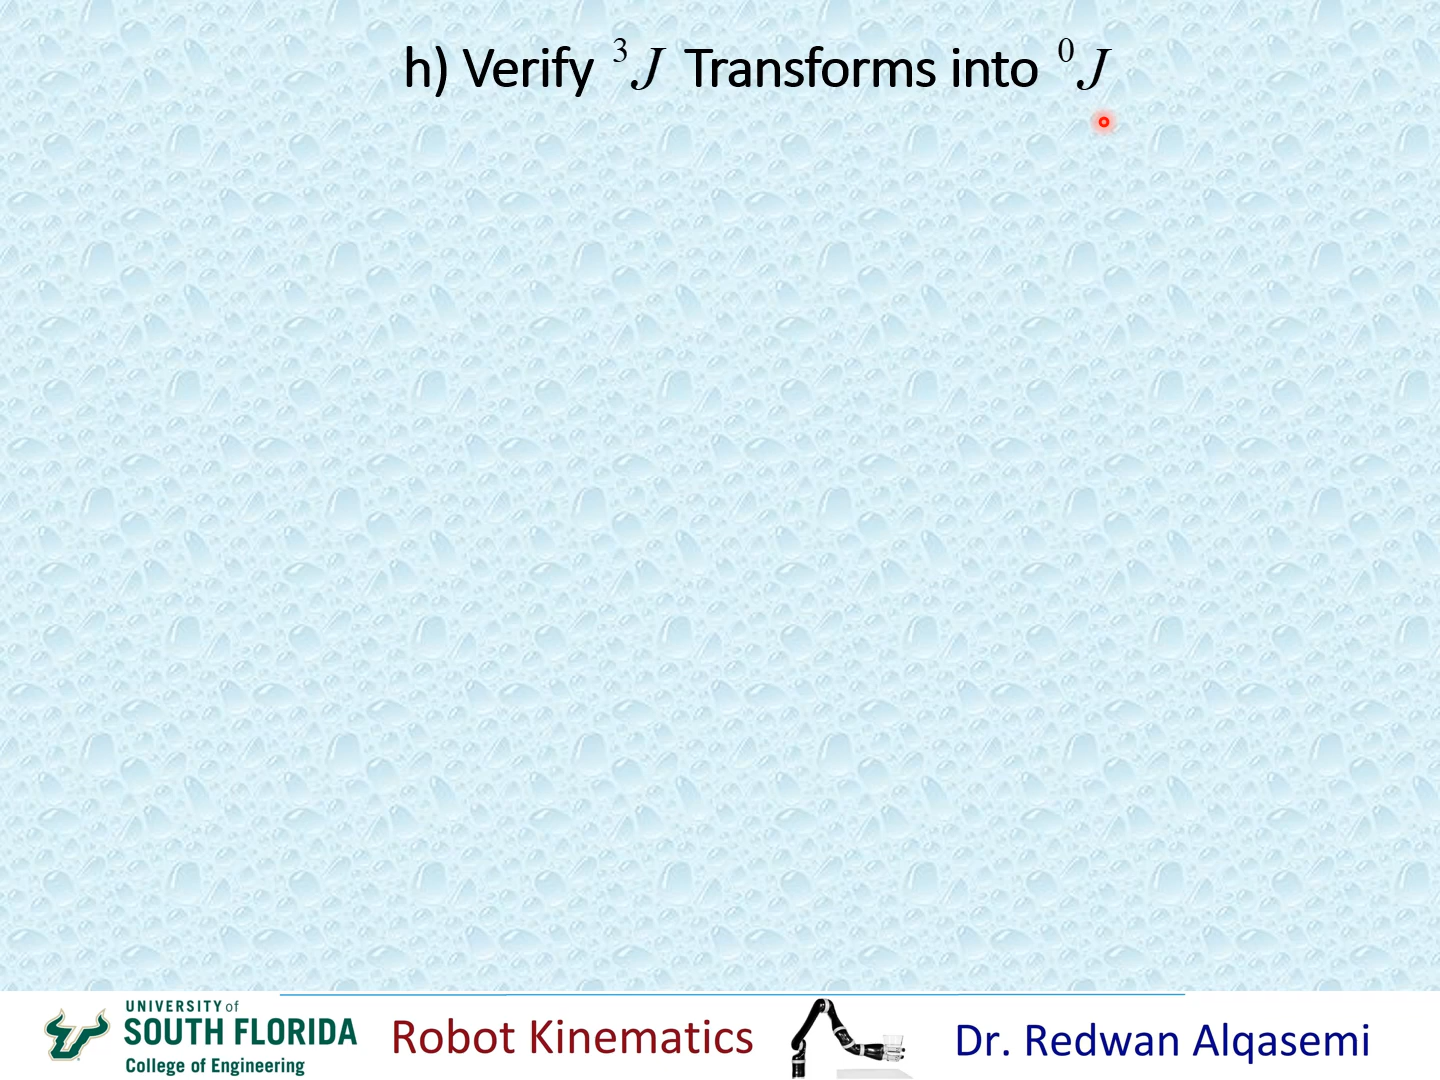 h) Verify ³J Transforms into ⁰J
UNIVERSITY of
SOUTH FLORIDA
College of Engineering
Robot Kinematics
Dr. Redwan Alqasemi